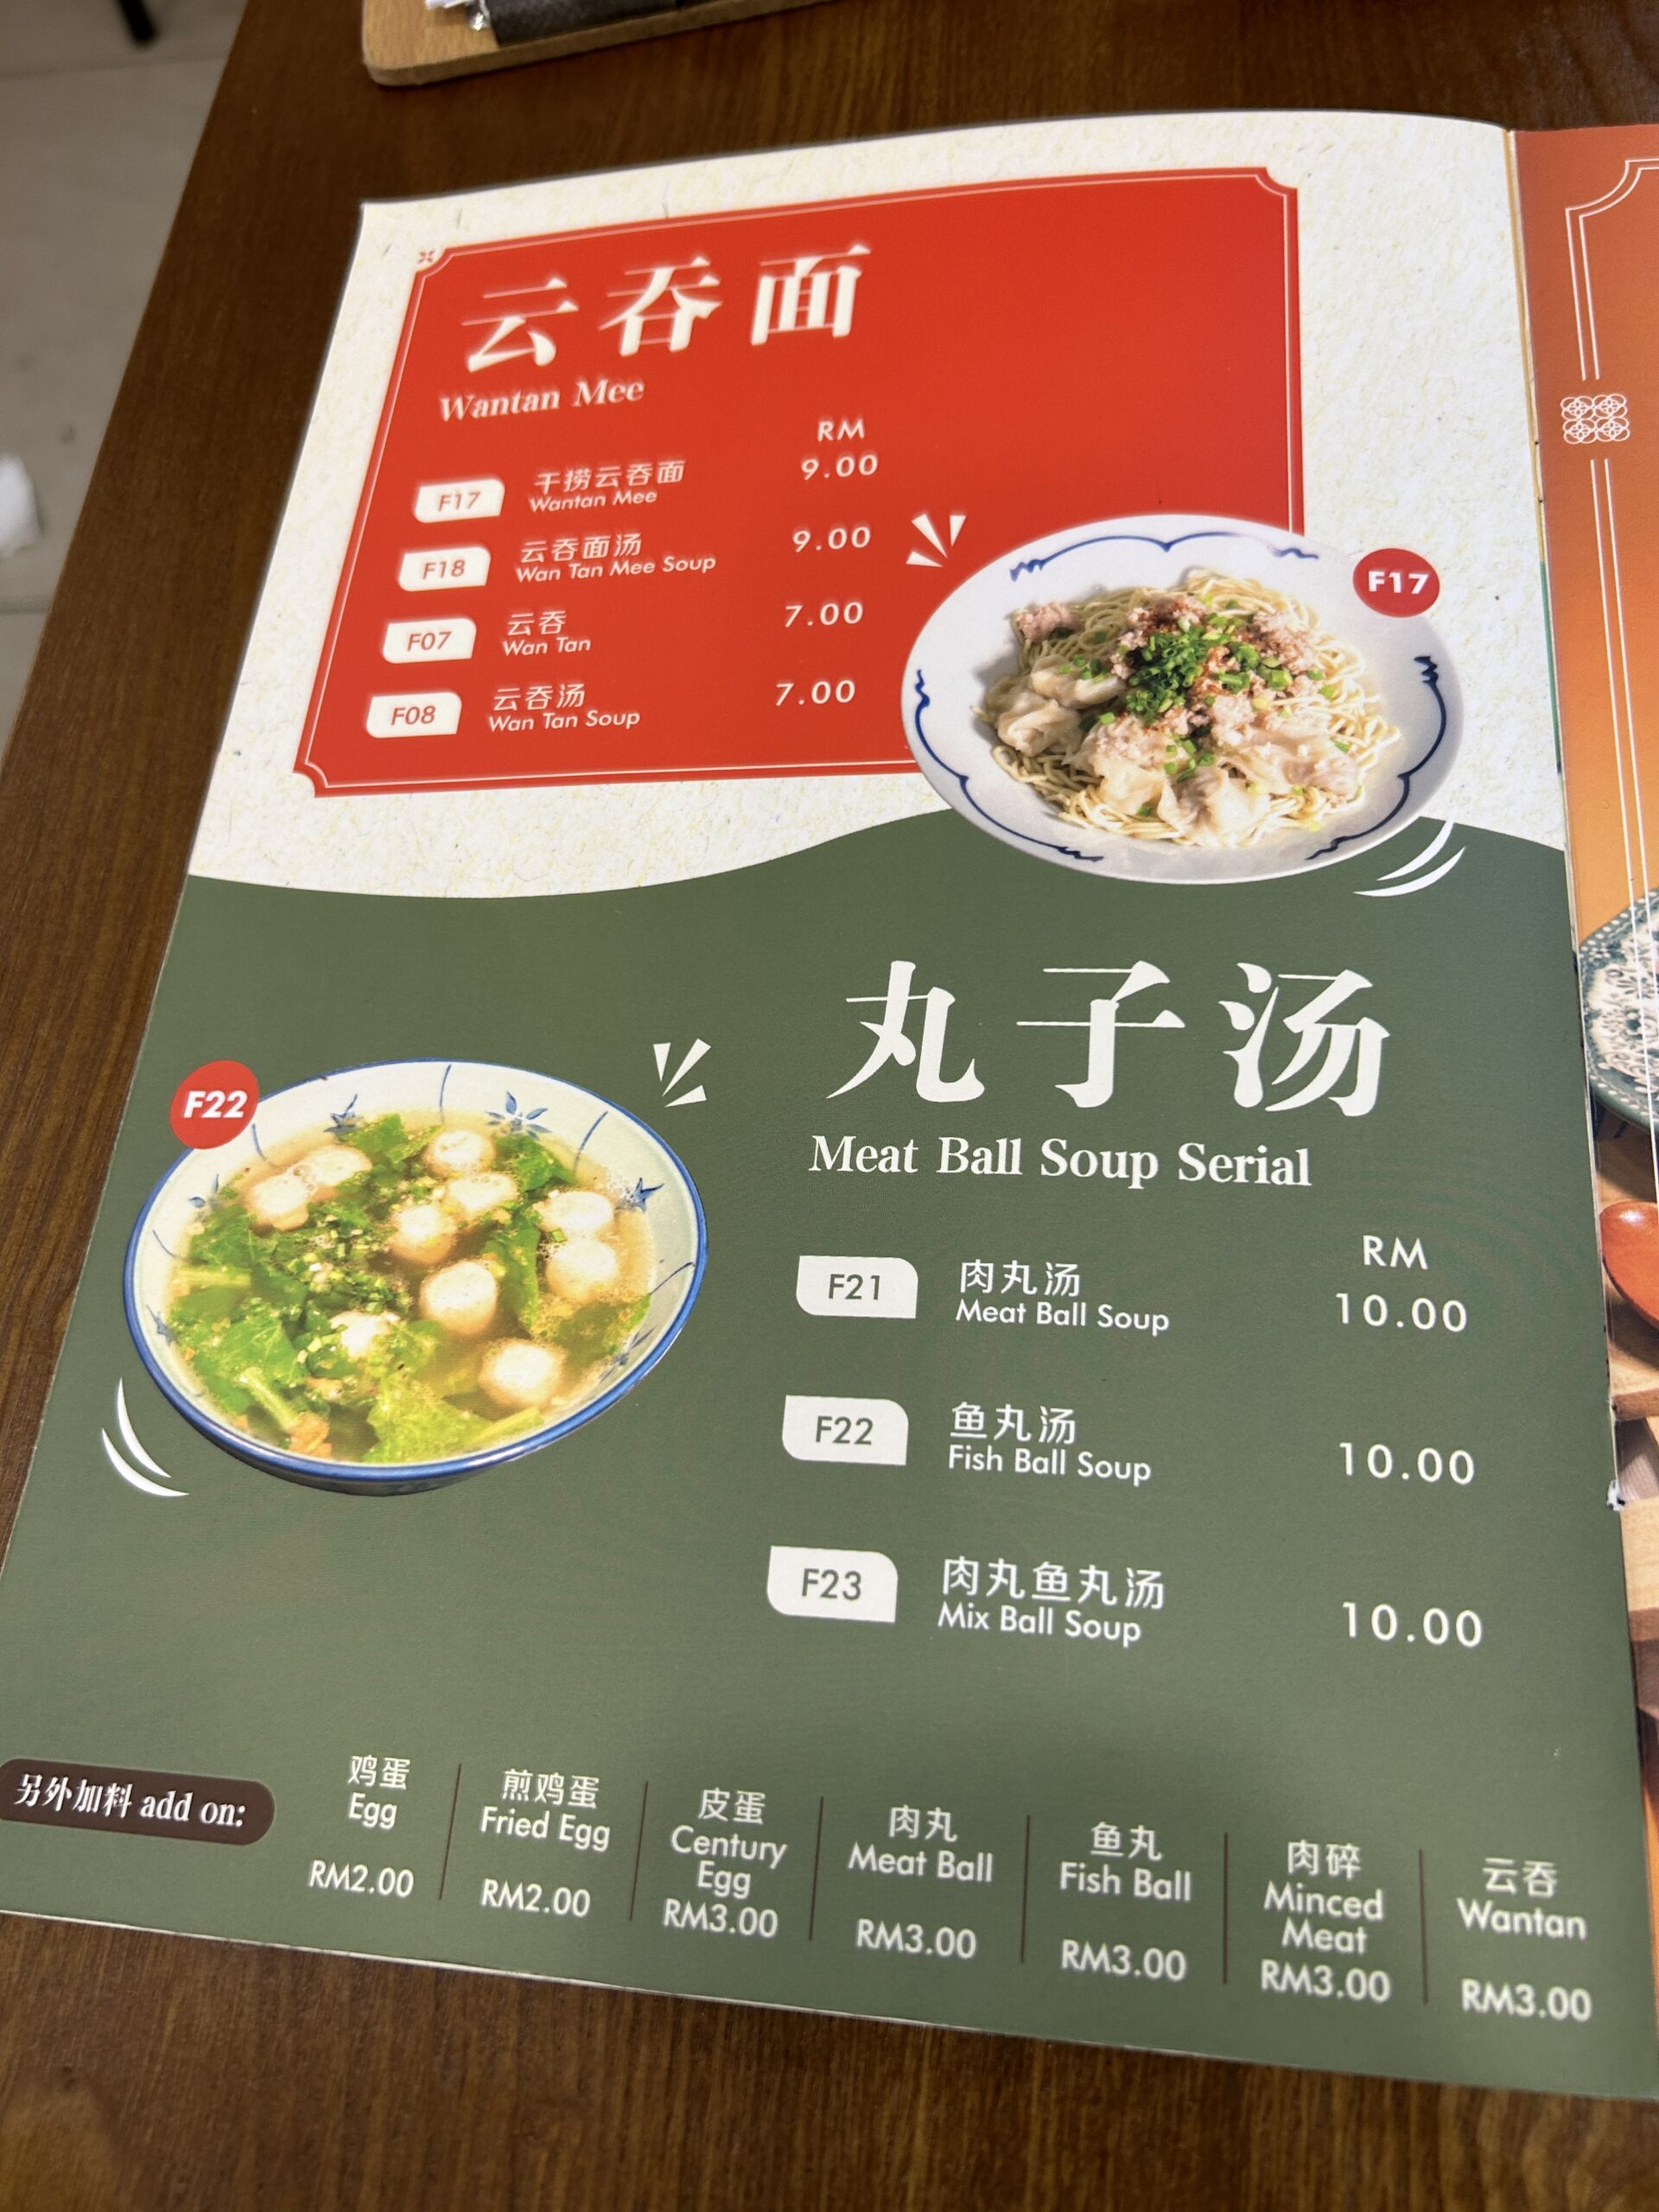 云吞面
Wantan Mee
RM
F17 干捞云吞面 9.00
Wantan Mee
F18 云吞面汤 9.00
Wan Tan Mee Soup
F07 云吞 7.00
Wan Tan
F08 云吞汤 7.00
Wan Tan Soup
F17
丸子汤
Meat Ball Soup Serial
F22
RM
F21 肉丸汤 10.00
Meat Ball Soup
F22 鱼丸汤 10.00
Fish Ball Soup
F23 肉丸鱼丸汤 10.00
Mix Ball Soup
另外加料 add on:
鸡蛋
Egg
RM2.00
煎鸡蛋
Fried Egg
RM2.00
皮蛋
Century
Egg
RM3.00
肉丸
Meat Ball
RM3.00
鱼丸
Fish Ball
RM3.00
肉碎
Minced
Meat
RM3.00
云吞
Wantan
RM3.00